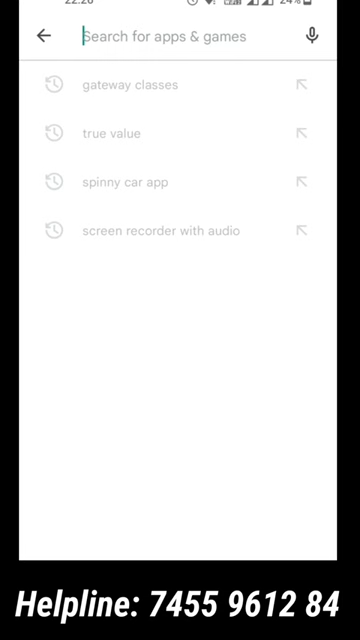 Search for apps & games
gateway classes
true value
spinny car app
screen recorder with audio
Helpline: 7455 9612 84